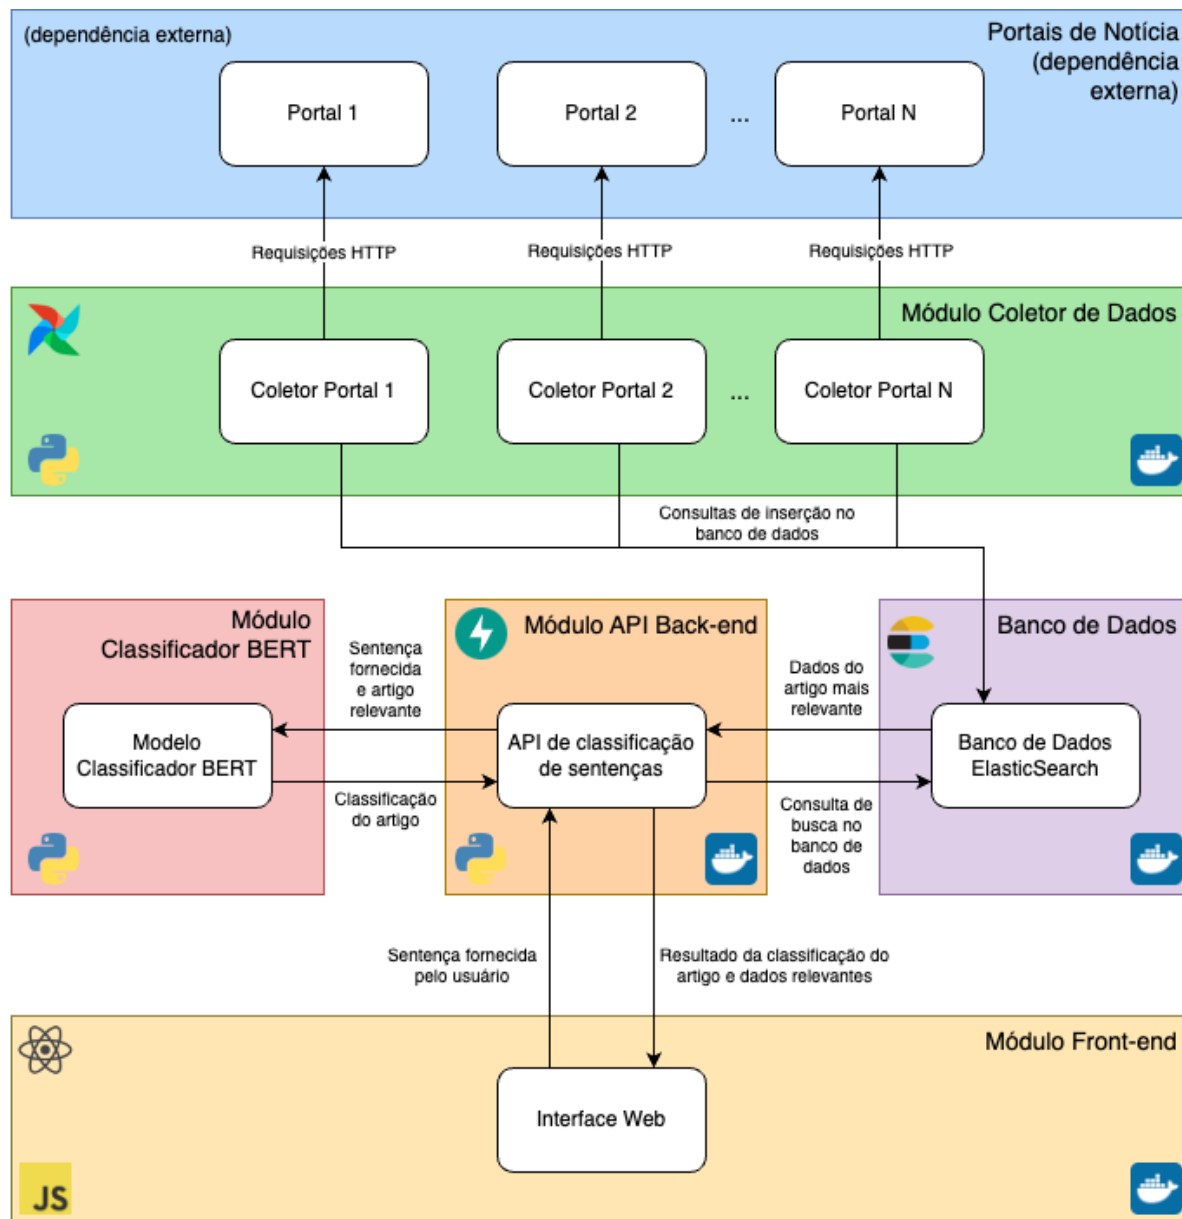 (dependência externa)
Portais de Notícia
(dependência
externa)
Portal 1
Portal 2
...
Portal N
Requisições HTTP
Requisições HTTP
Requisições HTTP
Módulo Coletor de Dados
Coletor Portal 1
Coletor Portal 2
...
Coletor Portal N
Consultas de inserção no
banco de dados
Módulo
Classificador BERT
Sentença
fornecida
e artigo
relevante
Modelo
Classificador BERT
Classificação
do artigo
Módulo API Back-end
API de classificação
de sentenças
Dados do
artigo mais
relevante
Consulta de
busca no
banco de
dados
Banco de Dados
Banco de Dados
ElasticSearch
Sentença fornecida
pelo usuário
Resultado da classificação do
artigo e dados relevantes
Módulo Front-end
Interface Web
JS